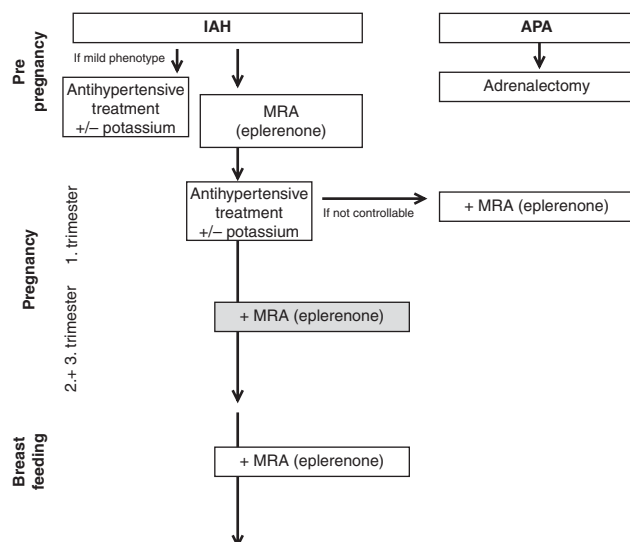 Pre
pregnancy
IAH
APA
If mild phenotype
Antihypertensive
treatment
+/– potassium
MRA
(eplerenone)
Adrenalectomy
Pregnancy
1. trimester
Antihypertensive
treatment
+/– potassium
If not controllable
+ MRA (eplerenone)
2.+ 3. trimester
+ MRA (eplerenone)
Breast
feeding
+ MRA (eplerenone)